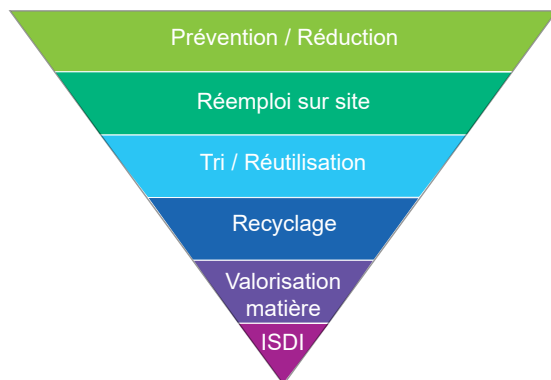 Prévention / Réduction
Réemploi sur site
Tri / Réutilisation
Recyclage
Valorisation
matière
ISDI